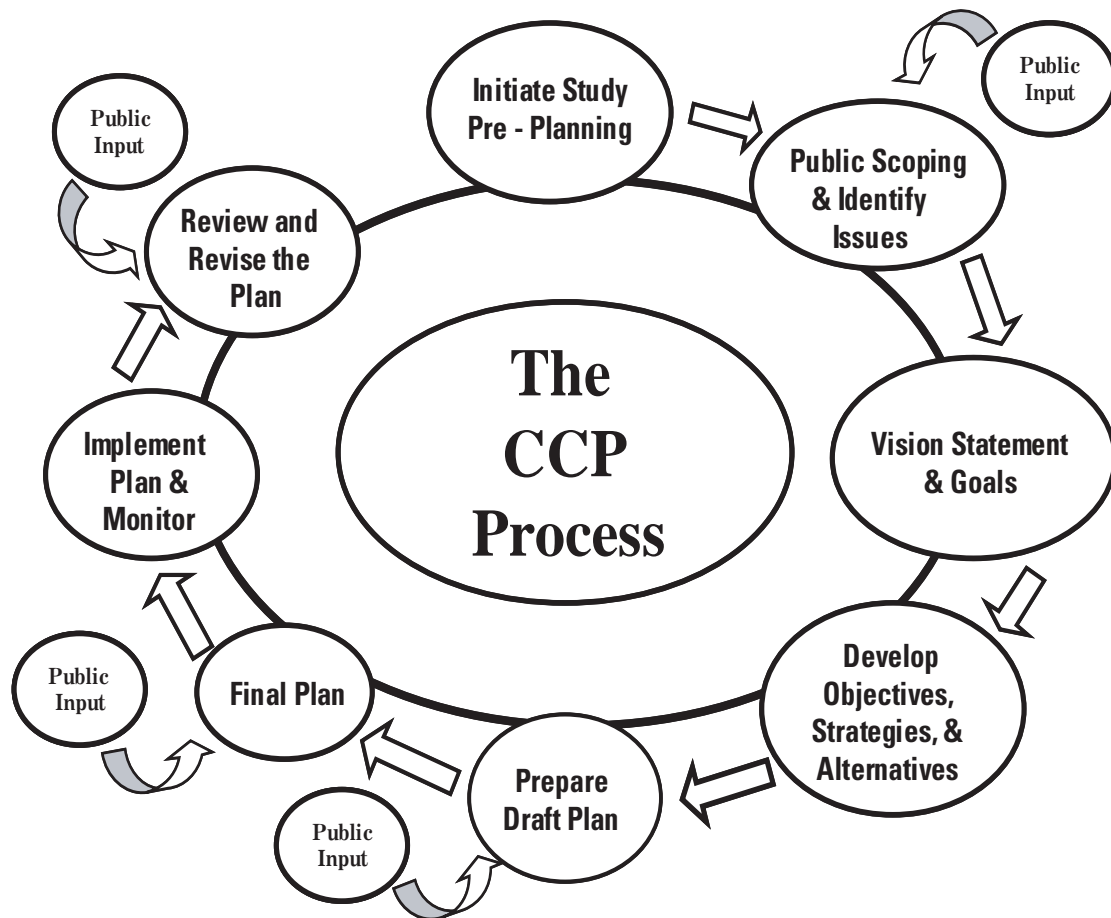 Initiate Study
Pre - Planning
Public
Input
Public Scoping
& Identify
Issues
Vision Statement
& Goals
Develop
Objectives,
Strategies, &
Alternatives
Prepare
Draft Plan
Public
Input
Final Plan
Public
Input
Implement
Plan &
Monitor
Review and
Revise the
Plan
Public
Input
The
CCP
Process